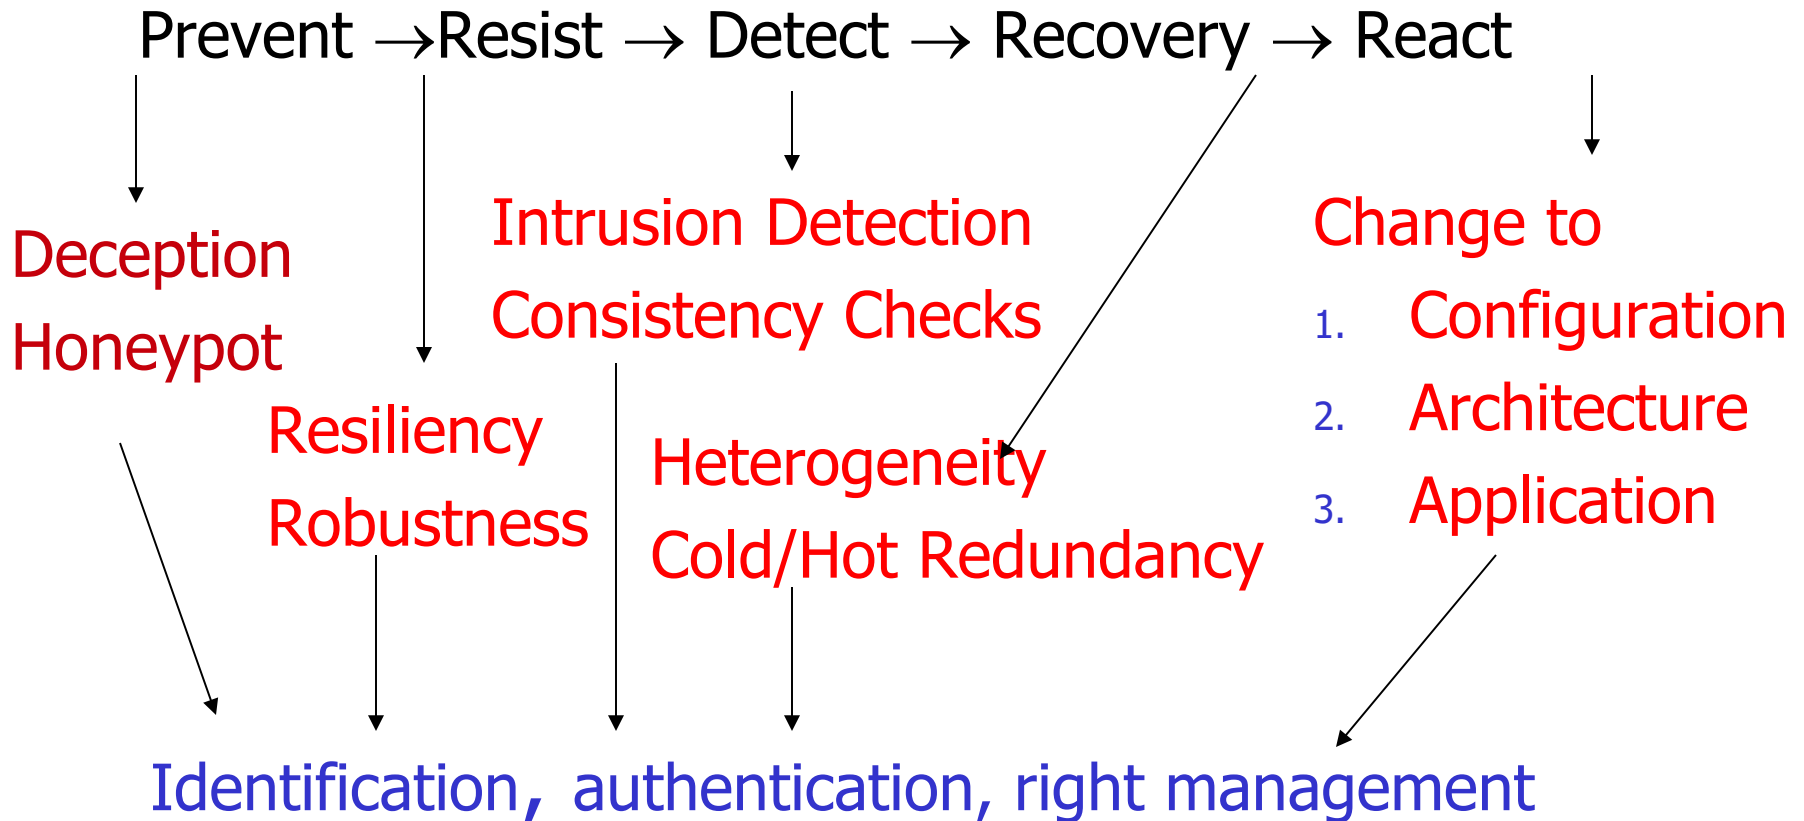 Prevent →Resist → Detect → Recovery → React
Deception
Honeypot
Resiliency
Robustness
Intrusion Detection
Consistency Checks
Heterogeneity
Cold/Hot Redundancy
Change to
1. Configuration
2. Architecture
3. Application
Identification, authentication, right management